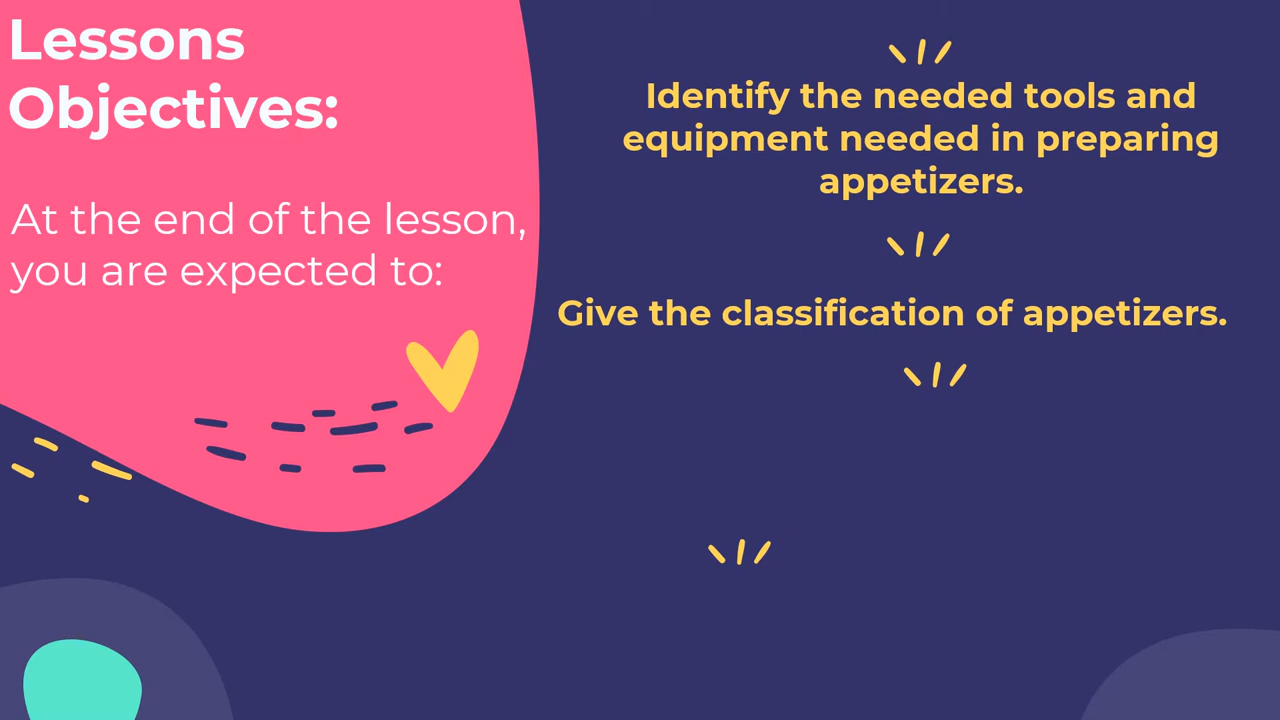 Lessons
Objectives:
At the end of the lesson,
you are expected to:
Identify the needed tools and
equipment needed in preparing
appetizers.
Give the classification of appetizers.